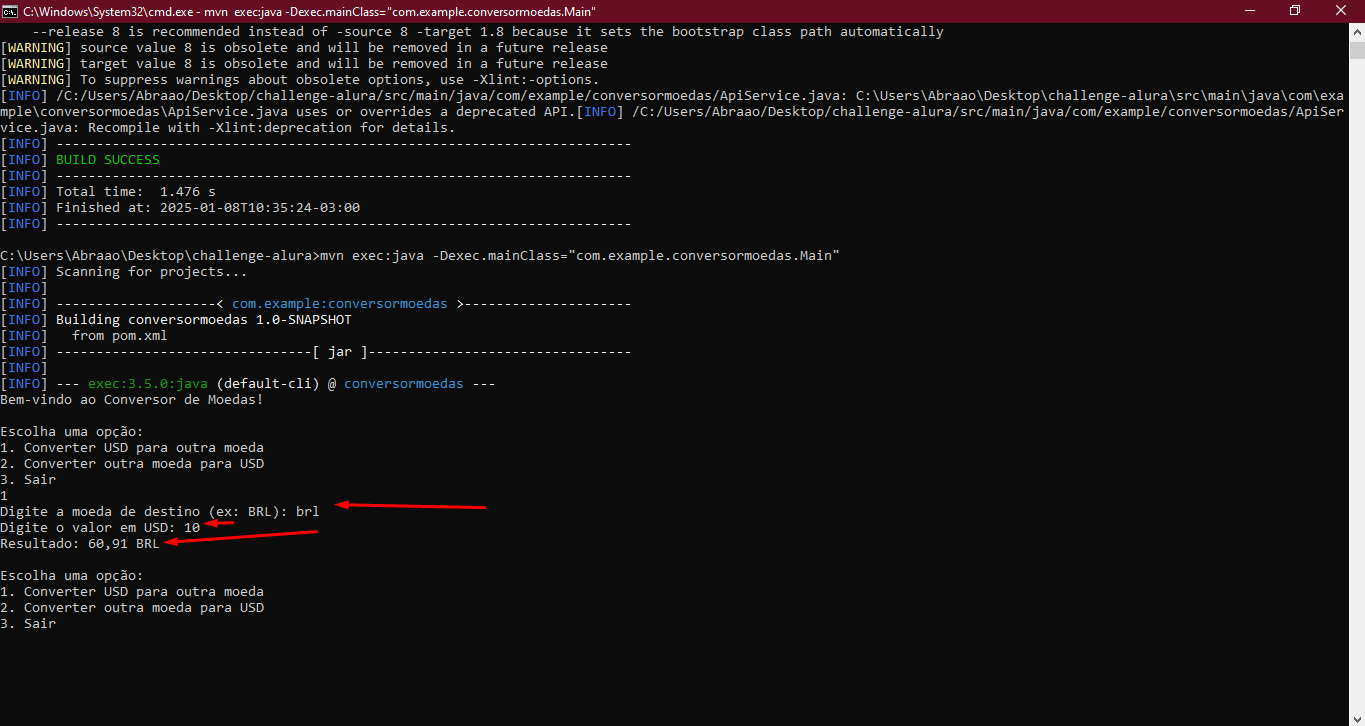 C:\Windows\System32\cmd.exe - mvn  exec:java -Dexec.mainClass="com.example.conversormoedas.Main"
    --release 8 is recommended instead of -source 8 -target 1.8 because it sets the bootstrap class path automatically
[WARNING] source value 8 is obsolete and will be removed in a future release
[WARNING] target value 8 is obsolete and will be removed in a future release
[WARNING] To suppress warnings about obsolete options, use -Xlint:-options.
[INFO] /C:/Users/Abraao/Desktop/challenge-alura/src/main/java/com/example/conversormoedas/ApiService.java: C:\Users\Abraao\Desktop\challenge-alura\src\main\java\com\exa
mple\conversormoedas\ApiService.java uses or overrides a deprecated API.[INFO] /C:/Users/Abraao/Desktop/challenge-alura/src/main/java/com/example/conversormoedas/ApiSer
vice.java: Recompile with -Xlint:deprecation for details.
[INFO] ------------------------------------------------------------------------
[INFO] BUILD SUCCESS
[INFO] ------------------------------------------------------------------------
[INFO] Total time:  1.476 s
[INFO] Finished at: 2025-01-08T10:35:24-03:00
[INFO] ------------------------------------------------------------------------
C:\Users\Abraao\Desktop\challenge-alura>mvn exec:java -Dexec.mainClass="com.example.conversormoedas.Main"
[INFO] Scanning for projects...
[INFO]
[INFO] --------------------< com.example:conversormoedas >---------------------
[INFO] Building conversormoedas 1.0-SNAPSHOT
[INFO]   from pom.xml
[INFO] --------------------------------[ jar ]---------------------------------
[INFO]
[INFO] --- exec:3.5.0:java (default-cli) @ conversormoedas ---
Bem-vindo ao Conversor de Moedas!
Escolha uma opção:
1. Converter USD para outra moeda
2. Converter outra moeda para USD
3. Sair
1
Digite a moeda de destino (ex: BRL): brl
Digite o valor em USD: 10
Resultado: 60,91 BRL
Escolha uma opção:
1. Converter USD para outra moeda
2. Converter outra moeda para USD
3. Sair